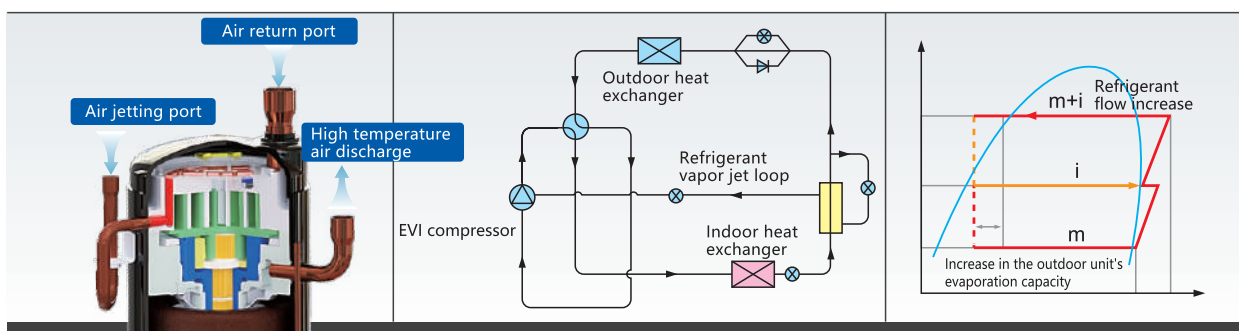 Air return port
Air jetting port
High temperature
air discharge
Outdoor heat
exchanger
Refrigerant
vapor jet loop
EVI compressor
Indoor heat
exchanger
m+i
Refrigerant
flow increase
i
m
Increase in the outdoor unit's
evaporation capacity